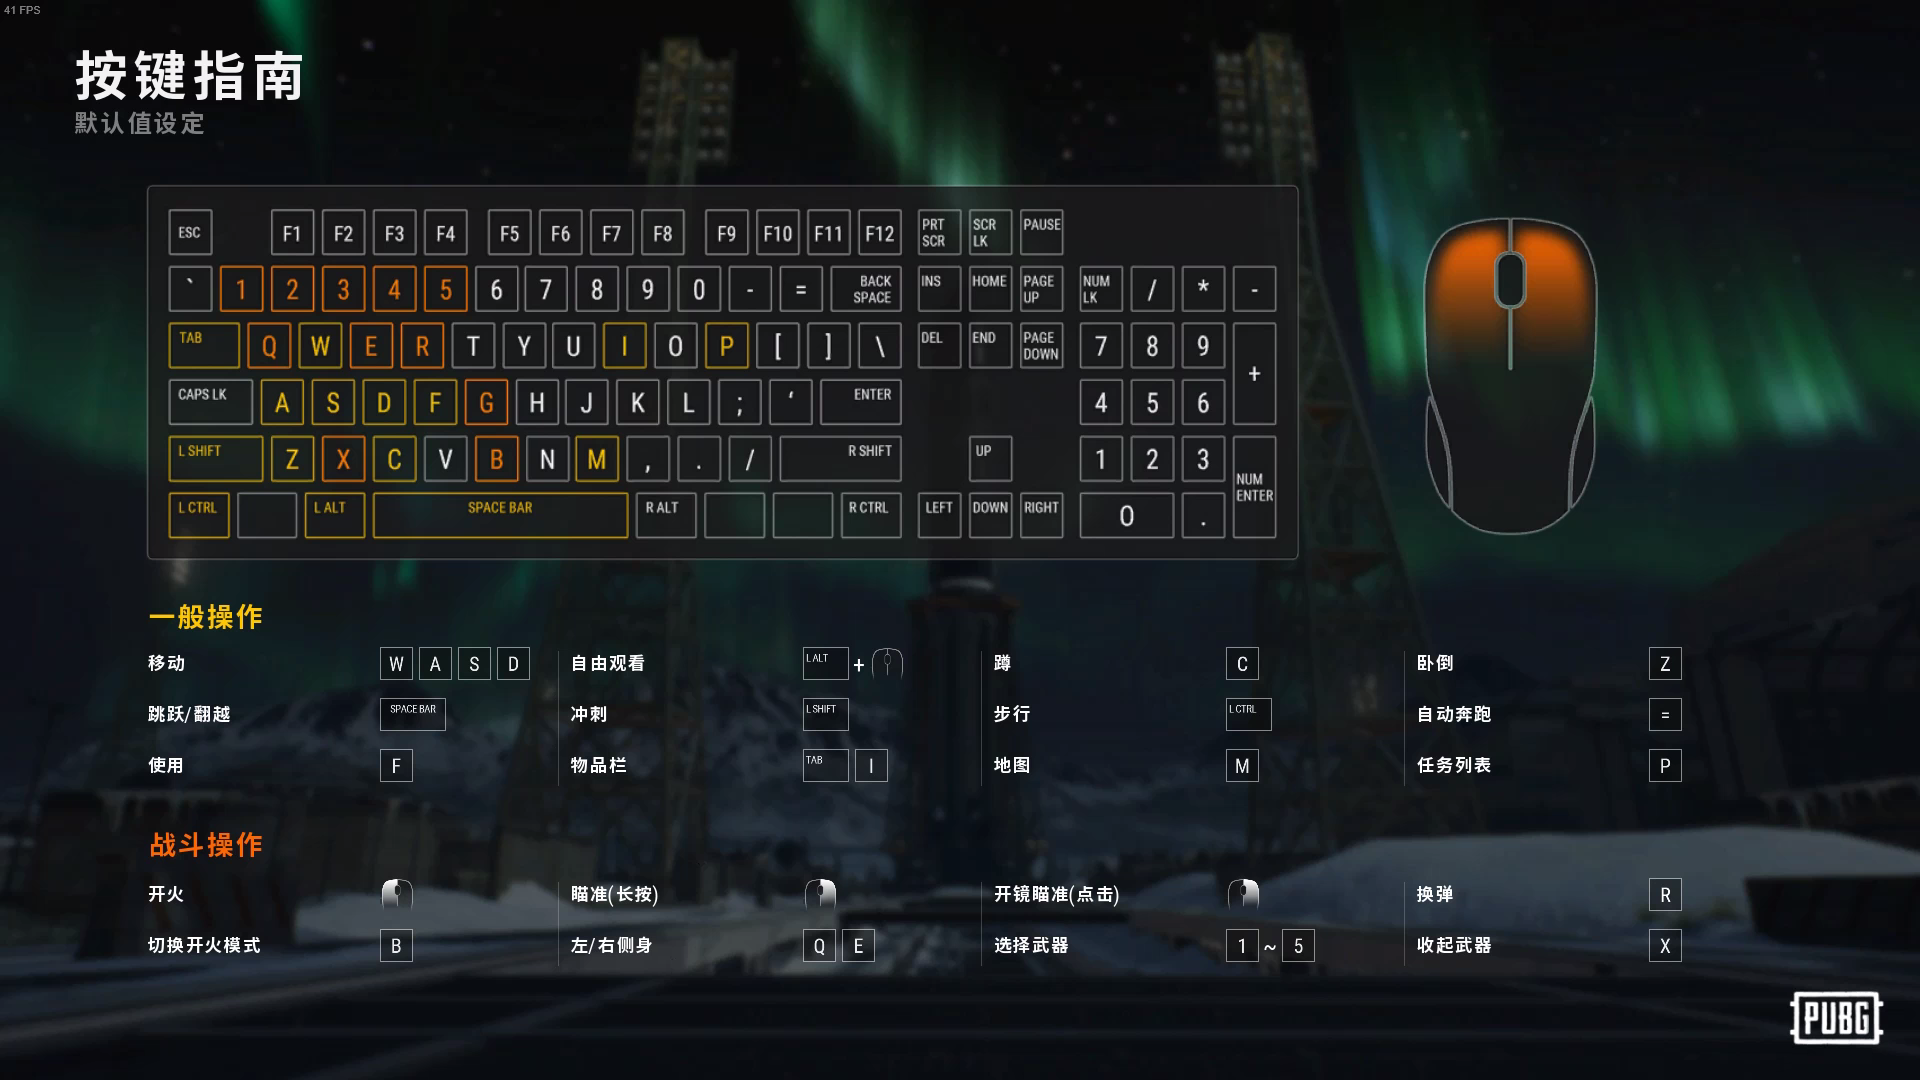 41 FPS
按键指南
默认值设定
ESC F1 F2 F3 F4 F5 F6 F7 F8 F9 F10 F11 F12 PRT SCR SCR LK PAUSE
` 1 2 3 4 5 6 7 8 9 0 - = BACK SPACE INS HOME PAGE UP NUM LK / * -
TAB Q W E R T Y U I O P [ ] \ DEL END PAGE DOWN 7 8 9 +
CAPS LK A S D F G H J K L ; ‘ ENTER 4 5 6
L SHIFT Z X C V B N M , . / R SHIFT UP 1 2 3 NUM ENTER
L CTRL L ALT SPACE BAR R ALT R CTRL LEFT DOWN RIGHT 0 .
一般操作
移动 W A S D 自由观看 L ALT + 蹲 C 卧倒 Z
跳跃/翻越 SPACE BAR 冲刺 L SHIFT 步行 L CTRL 自动奔跑 =
使用 F 物品栏 TAB I 地图 M 任务列表 P
战斗操作
开火 瞄准(长按) 开镜瞄准(点击) 换弹 R
切换开火模式 B 左/右侧身 Q E 选择武器 1 ~ 5 收起武器 X
PUBG